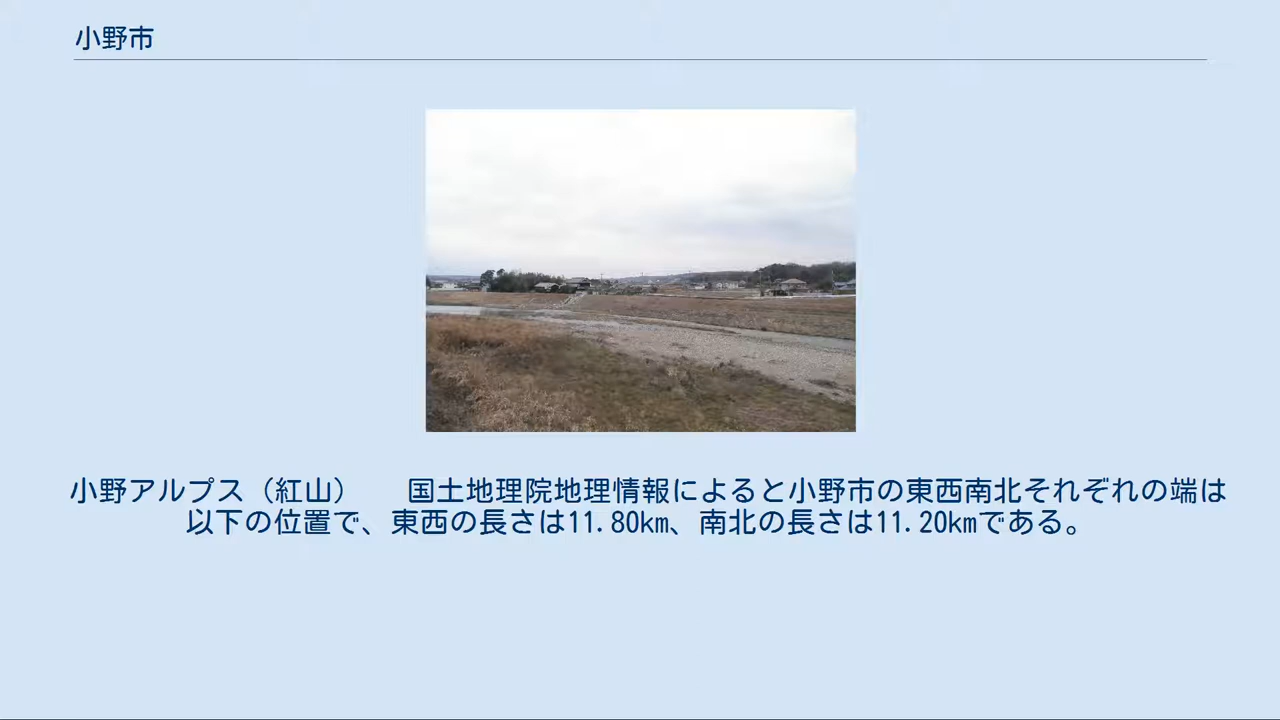 小野市
小野アルプス（紅山）　　国土地理院地理情報によると小野市の東西南北それぞれの端は
以下の位置で、東西の長さは11.80km、南北の長さは11.20kmである。